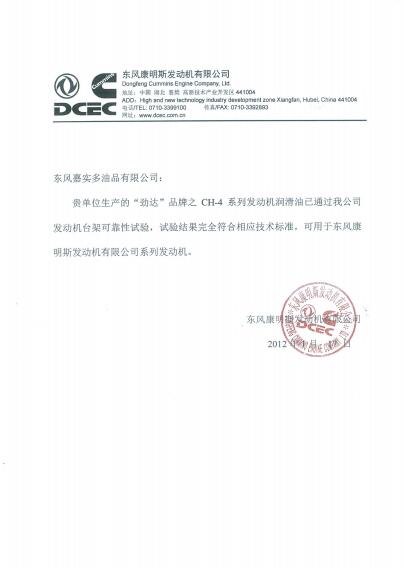 Cummins
DCEC
东风康明斯发动机有限公司
Dongfeng Cummins Engine Company, Ltd.
地址：中国 湖北 襄樊 高新技术产业开发区 441004
ADD：High and new technology industry development zone Xiangfan, Hubei, China 441004
电话/TEL: 0710-3399100 传真/FAX: 0710-3392893
网址：www.dcec.com.cn
东风嘉实多油品有限公司：
贵单位生产的“劲达”品牌之 CH-4 系列发动机润滑油已通过我公司
发动机台架可靠性试验，试验结果完全符合相应技术标准，可用于东风康
明斯发动机有限公司系列发动机。
东风康明斯发动机有限公司
2012 年 月 日
DCEC